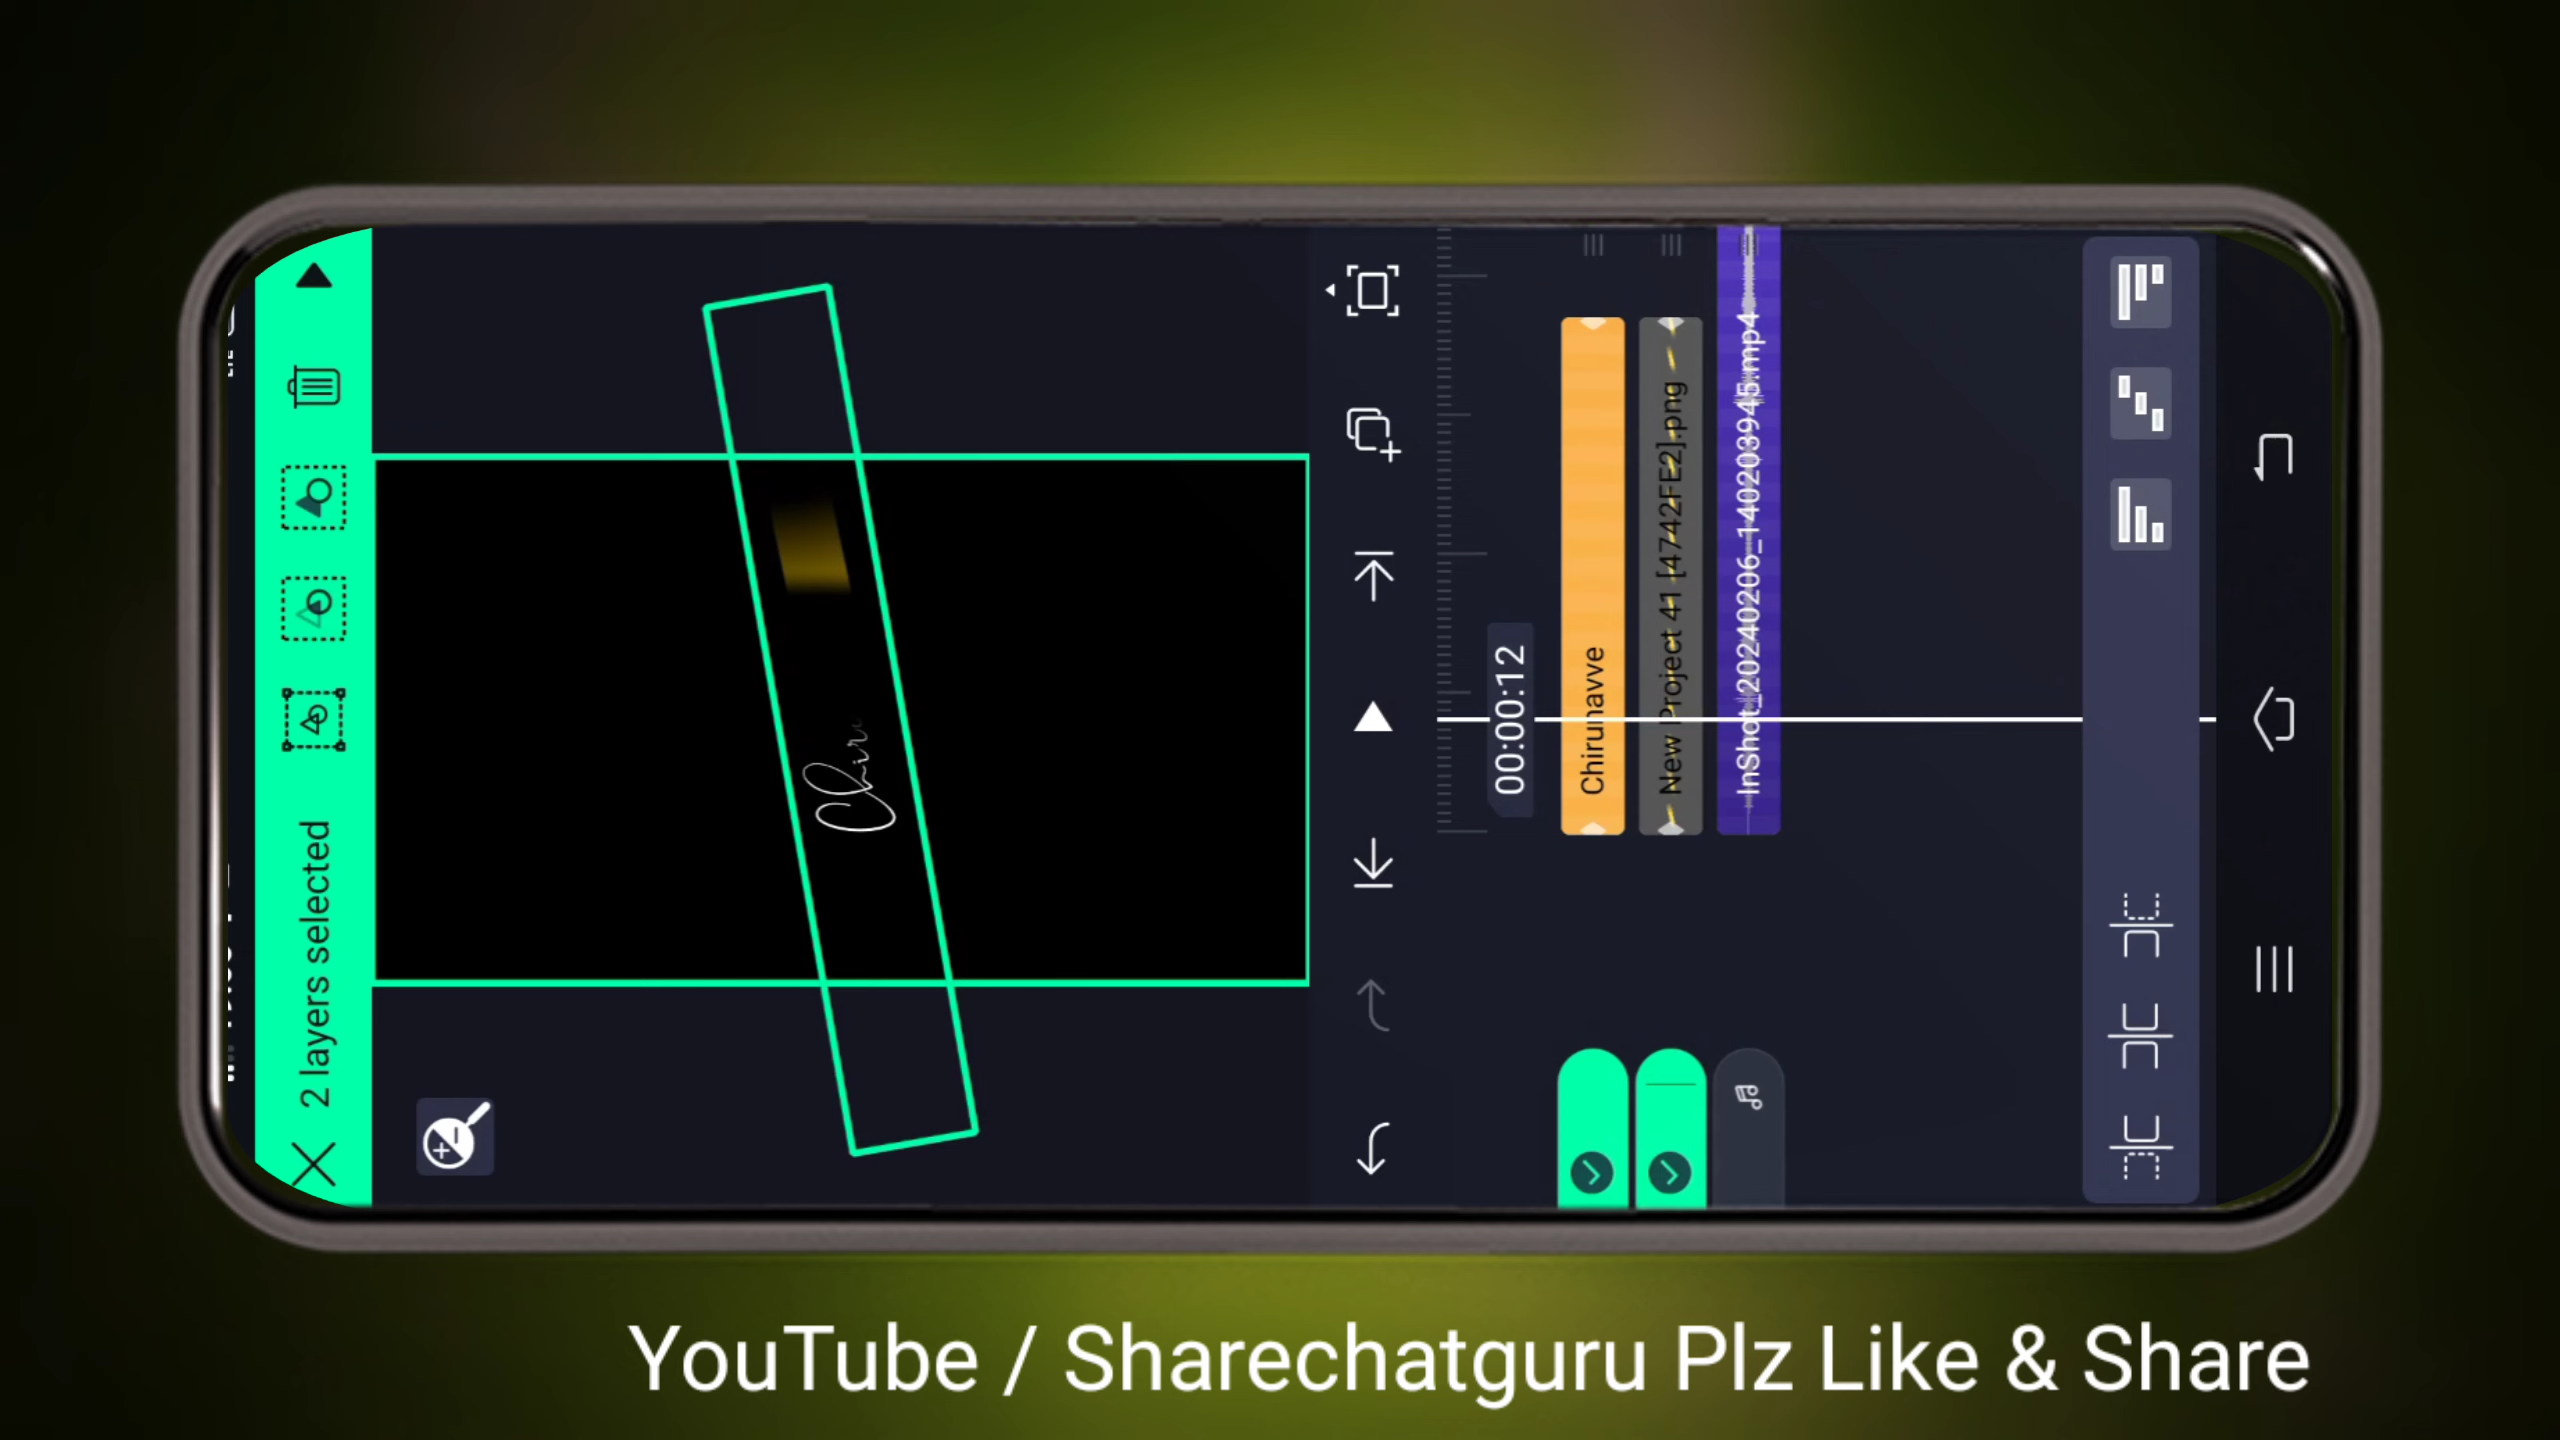 2 layers selected
Chiru
00:00:12
Chirunavve
New Project 41 [4742FE2].png
InShot_20240206_140203945.mp4
YouTube / Sharechatguru Plz Like & Share